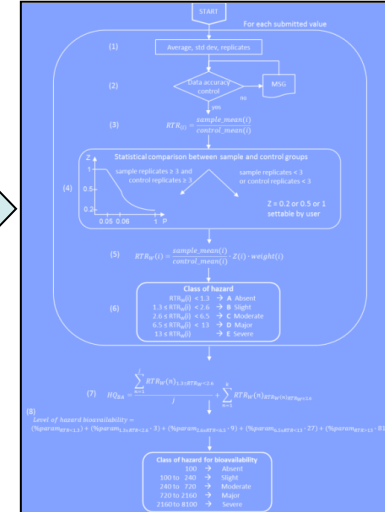 START
For each submitted value
(1) Average, std dev, replicates
(2) Data accuracy control
MSG
no
yes
(3) RTR(i) = sample_mean(i) / control_mean(i)
Statistical comparison between sample and control groups
Z
sample replicates ≥ 3 and control replicates ≥ 3
sample replicates < 3 or control replicates < 3
(4)
1
0.5
0.2
0.05 0.06 1 P
Z = 0.2 or 0.5 or 1
settable by user
(5) RTRW(i) = sample_mean(i) / control_mean(i) · Z(i) · weight(i)
(6)
Class of hazard
RTRW(i) < 1.3 → A Absent
1.3 ≤ RTRW(i) < 2.6 → B Slight
2.6 ≤ RTRW(i) < 6.5 → C Moderate
6.5 ≤ RTRW(i) < 13 → D Major
13 ≤ RTRW(i) → E Severe
(7)
(8)
Level of hazard bioavailability =
Class of hazard for bioavailability
100 → Absent
100 to 240 → Slight
240 to 720 → Moderate
720 to 2160 → Major
2160 to 8100 → Severe